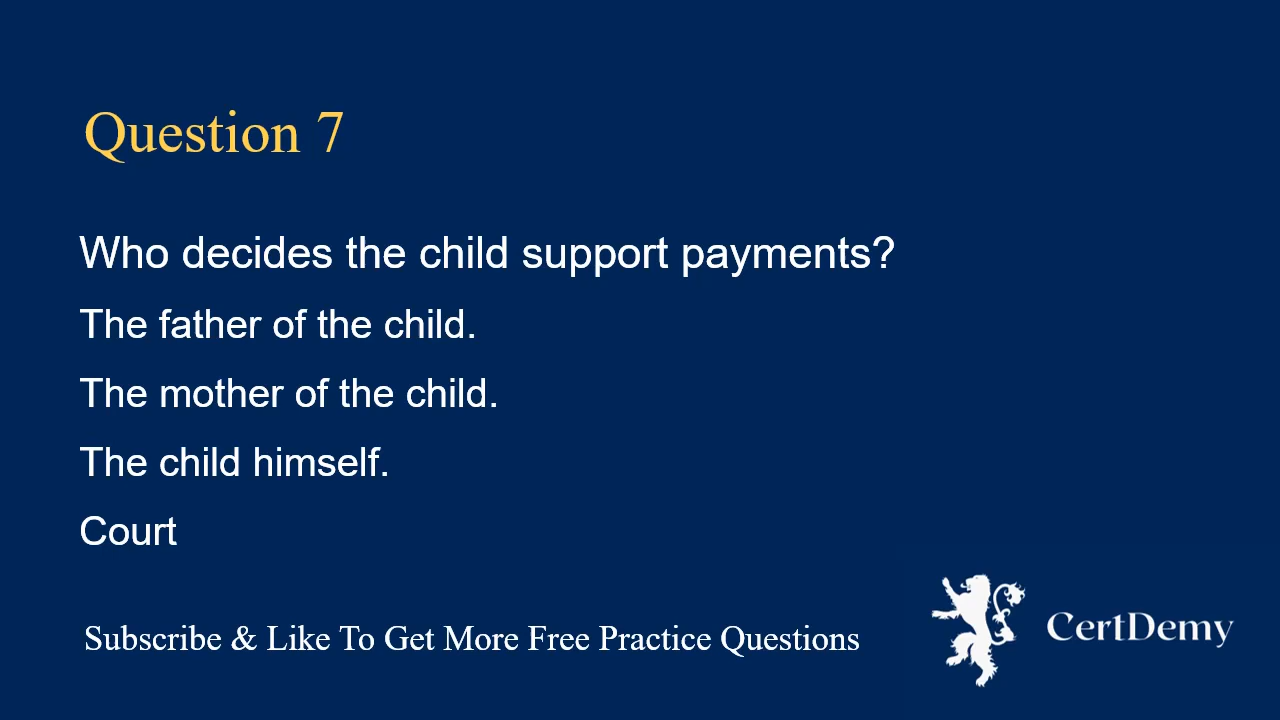 Question 7
Who decides the child support payments?
The father of the child.
The mother of the child.
The child himself.
Court
Subscribe & Like To Get More Free Practice Questions
CertDemy